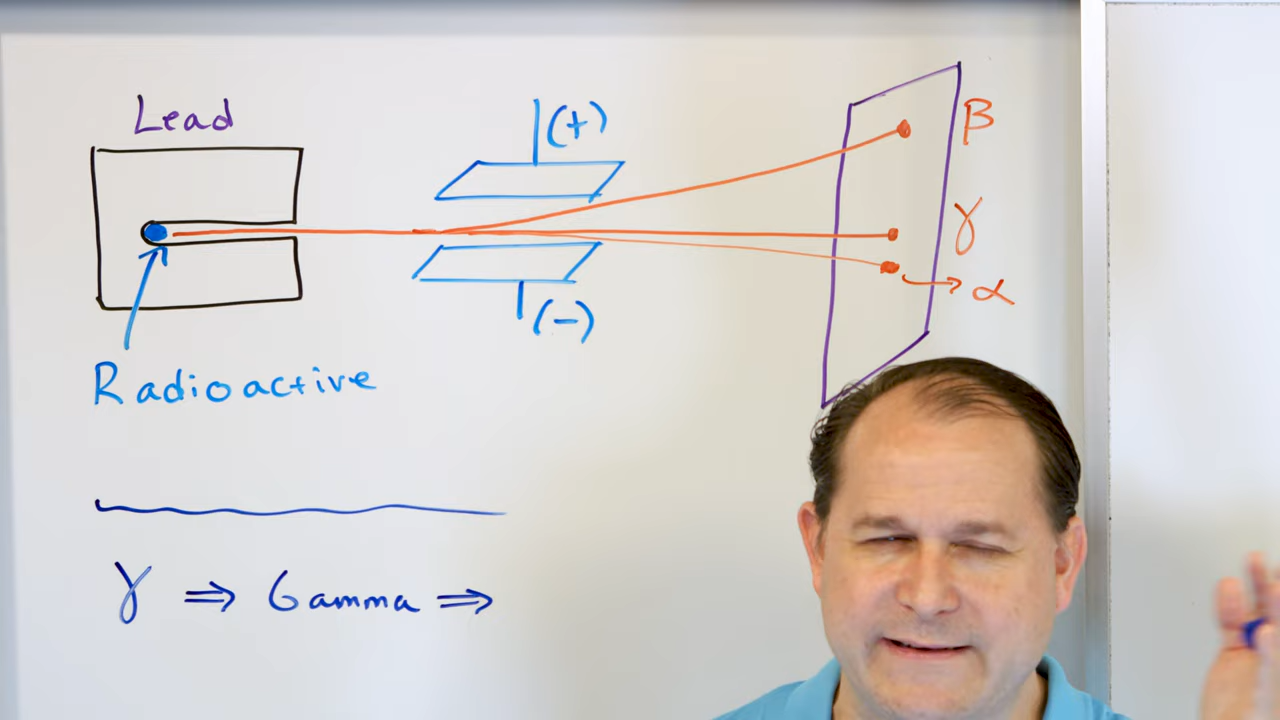 Lead
(+)
β
γ
α
(-)
Radioactive
γ ⇒ Gamma ⇒